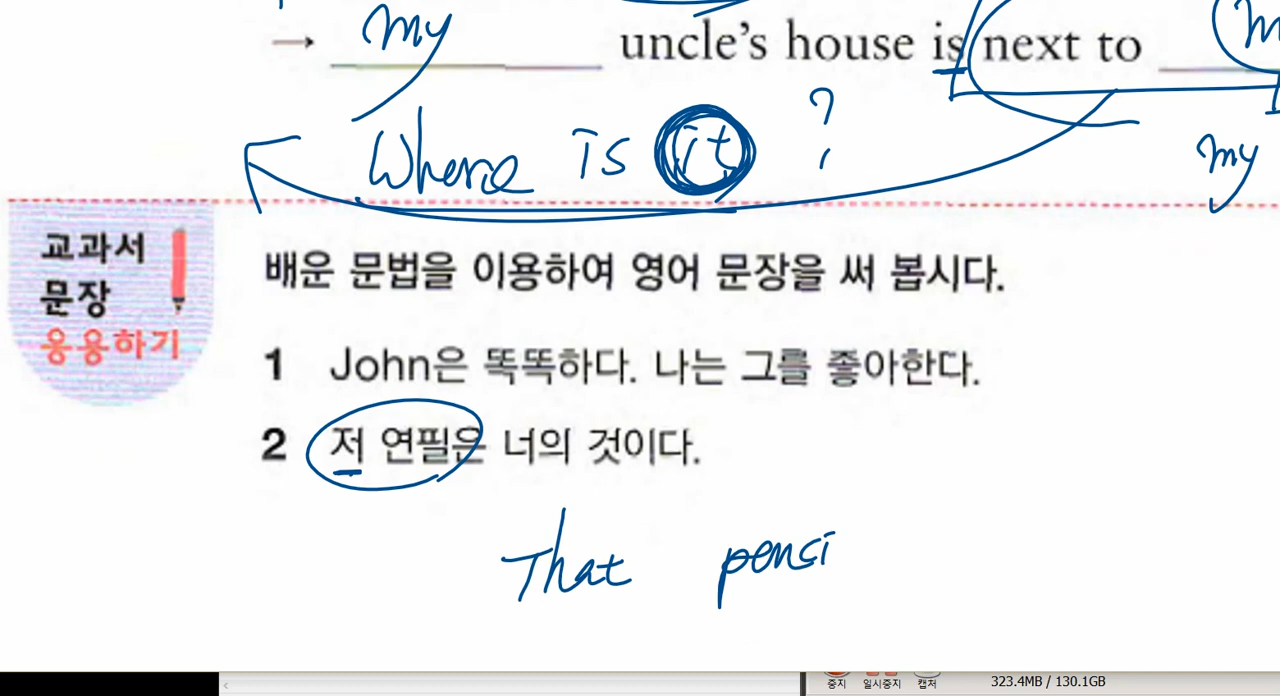 → my uncle's house is next to
Where is it ?
my
교과서
문장
응용하기
배운 문법을 이용하여 영어 문장을 써 봅시다.
1 John은 똑똑하다. 나는 그를 좋아한다.
2 저 연필은 너의 것이다.
That penci
중지 일시중지 캡처 323.4MB / 130.1GB